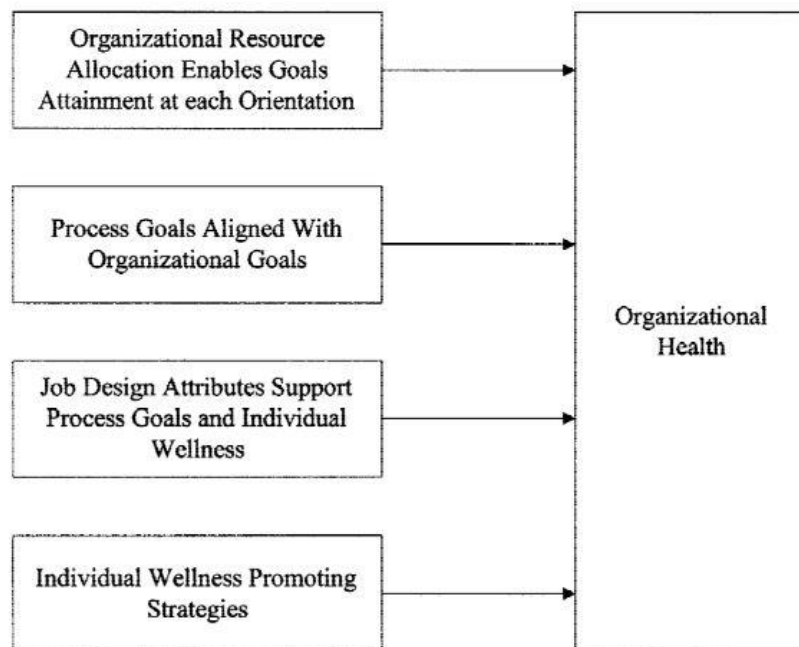 Organizational Resource
Allocation Enables Goals
Attainment at each Orientation
Process Goals Aligned With
Organizational Goals
Job Design Attributes Support
Process Goals and Individual
Wellness
Individual Wellness Promoting
Strategies
Organizational
Health